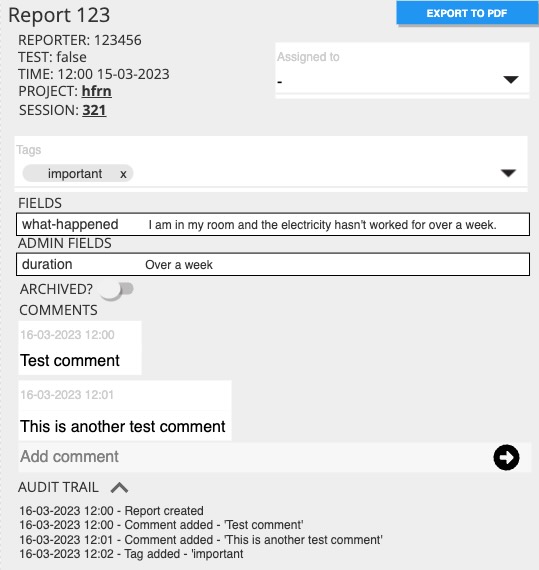 Report 123
EXPORT TO PDF
REPORTER: 123456
TEST: false
TIME: 12:00 15-03-2023
PROJECT: hfrn
SESSION: 321
Assigned to
-
Tags
important x
FIELDS
what-happened I am in my room and the electricity hasn't worked for over a week.
ADMIN FIELDS
duration Over a week
ARCHIVED?
COMMENTS
16-03-2023 12:00
Test comment
16-03-2023 12:01
This is another test comment
Add comment
AUDIT TRAIL
16-03-2023 12:00 - Report created
16-03-2023 12:00 - Comment added - 'Test comment'
16-03-2023 12:01 - Comment added - 'This is another test comment'
16-03-2023 12:02 - Tag added - 'important